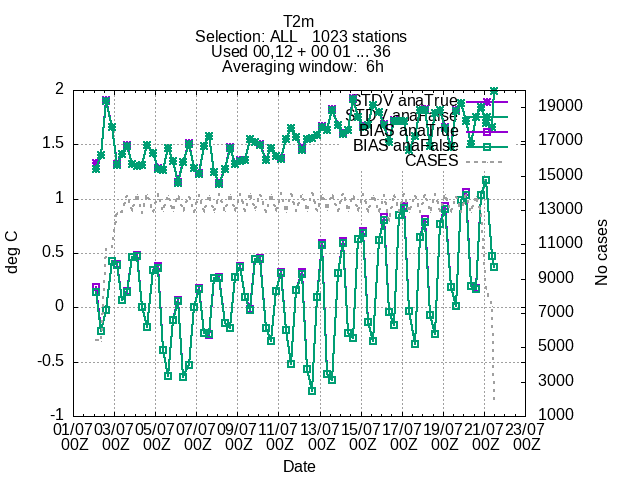 T2m
Selection: ALL 1023 stations
Used 00,12 + 00 01 ... 36
Averaging window: 6h
2
1.5
1
0.5
0
-0.5
-1
deg C
STDV anaTrue
STDV anaFalse
BIAS anaTrue
BIAS anaFalse
CASES
19000
17000
15000
13000
11000
9000
7000
5000
3000
1000
No cases
01/07 03/07 05/07 07/07 09/07 11/07 13/07 15/07 17/07 19/07 21/07 23/07
00Z 00Z 00Z 00Z 00Z 00Z 00Z 00Z 00Z 00Z 00Z 00Z
Date